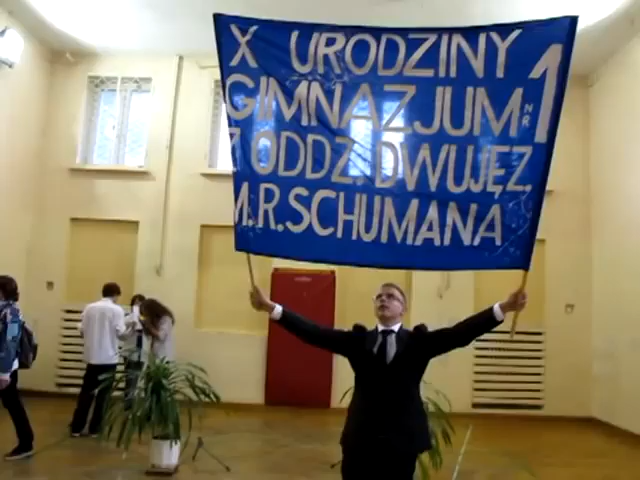 X URODZINY
GIMNAZJUM NR 1
Z ODDZ. DWUJĘZ.
IM. R. SCHUMANA